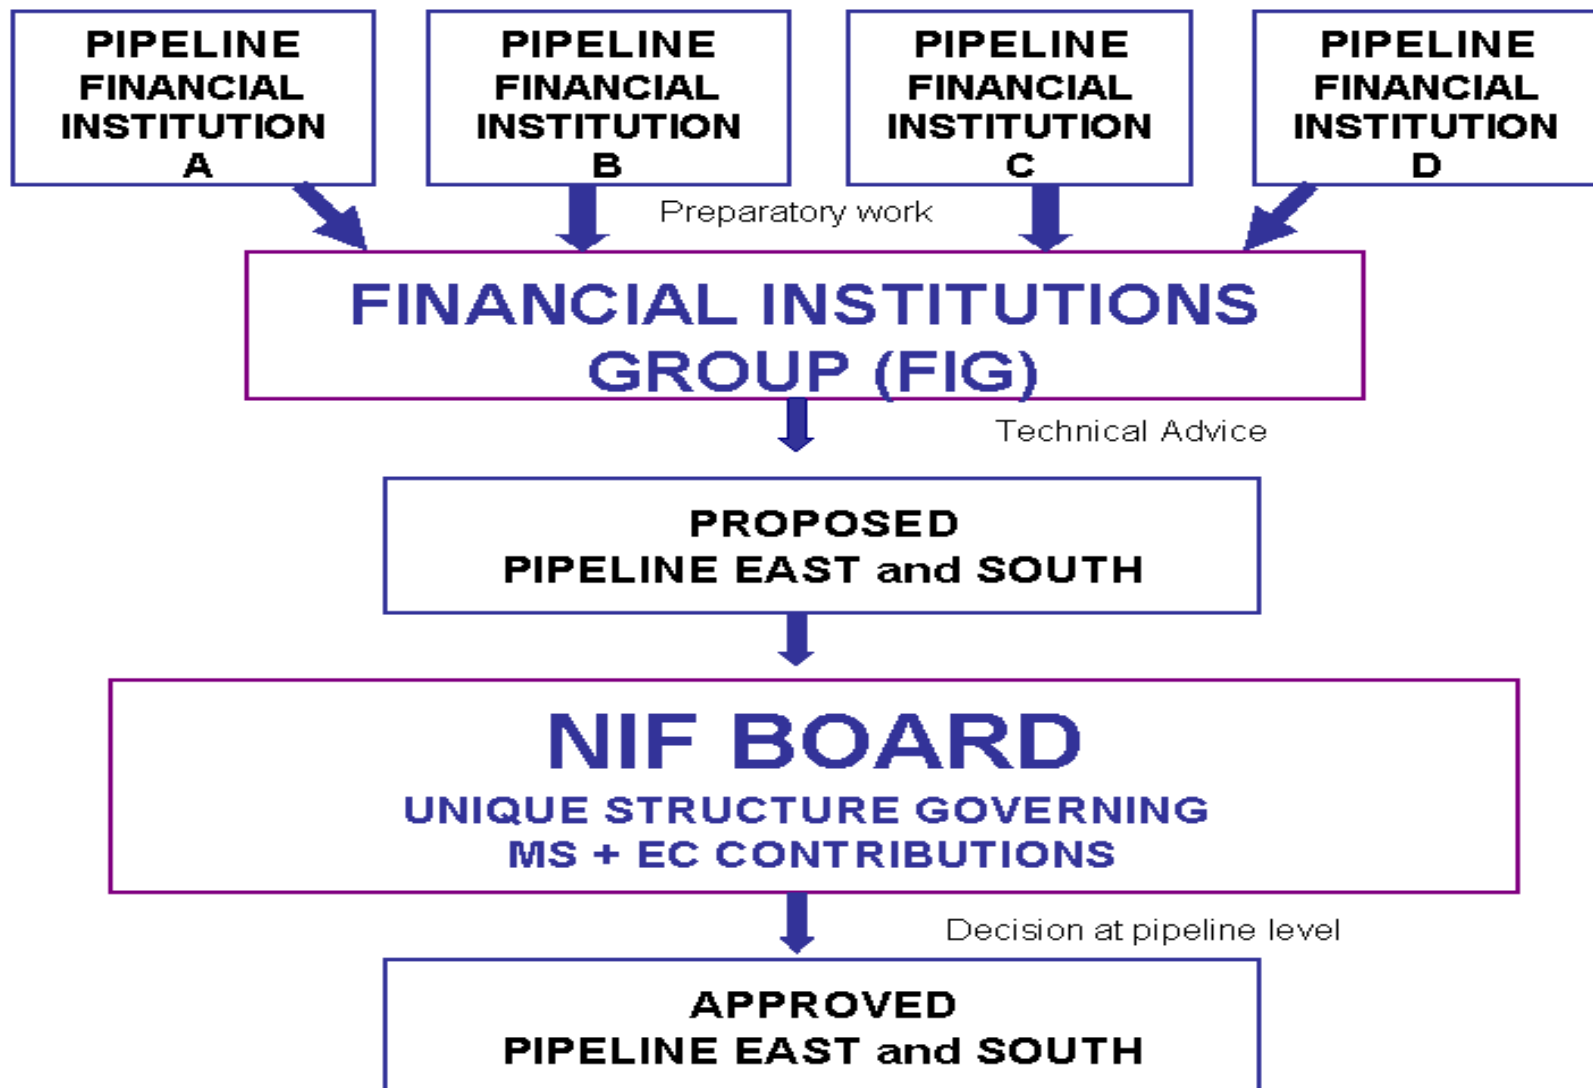 PIPELINE
FINANCIAL
INSTITUTION
A
PIPELINE
FINANCIAL
INSTITUTION
B
PIPELINE
FINANCIAL
INSTITUTION
C
PIPELINE
FINANCIAL
INSTITUTION
D
Preparatory work
FINANCIAL INSTITUTIONS
GROUP (FIG)
Technical Advice
PROPOSED
PIPELINE EAST and SOUTH
NIF BOARD
UNIQUE STRUCTURE GOVERNING
MS + EC CONTRIBUTIONS
Decision at pipeline level
APPROVED
PIPELINE EAST and SOUTH